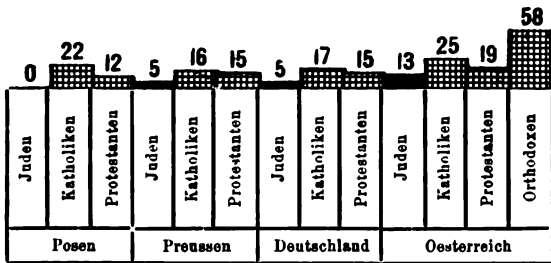 0 22 12 5 16 15 5 17 15 13 25 19 58
Juden Katholiken Protestanten Juden Katholiken Protestanten Juden Katholiken Protestanten Juden Katholiken Protestanten Orthodoxen
Posen Preussen Deutschland Oesterreich